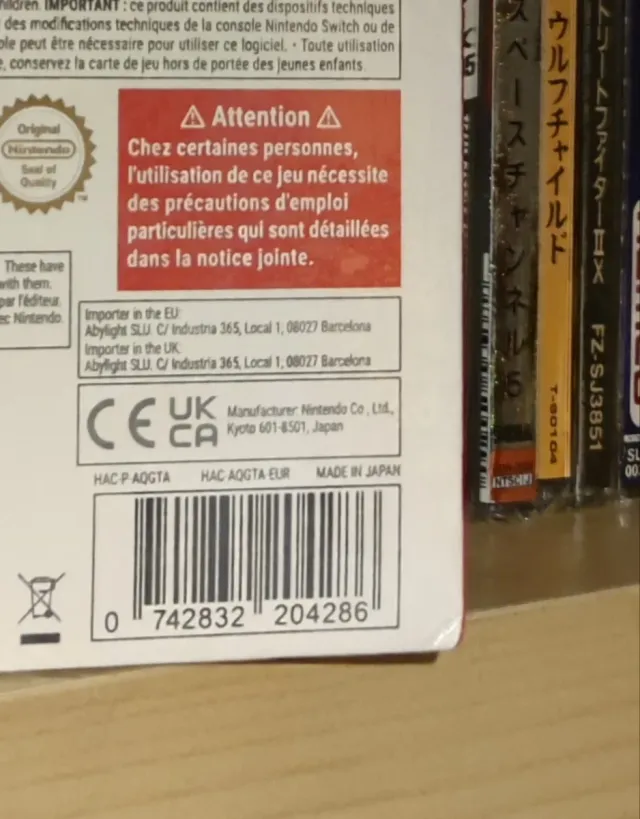 hildren. IMPORTANT : ce produit contient des dispositifs techniques
des modifications techniques de la console Nintendo Switch ou de
ble peut être nécessaire pour utiliser ce logiciel. • Toute utilisation
conservez la carte de jeu hors de portée des jeunes enfants.
Original
Nintendo
Seal of
Quality
TM
⚠ Attention ⚠
Chez certaines personnes,
l'utilisation de ce jeu nécessite
des précautions d'emploi
particulières qui sont détaillées
dans la notice jointe.
These have
with them.
par l'éditeur
ec Nintendo.
Importer in the EU:
Abylight SLU. C/ Industria 365, Local 1, 08027 Barcelona
Importer in the UK:
Abylight SLU. C/ Industria 365, Local 1, 08027 Barcelona
CE UK CA
Manufacturer: Nintendo Co., Ltd.,
Kyoto 601-8501, Japan
HAC-P-AQGTA HAC AQGTA EUR MADE IN JAPAN
0 742832 204286
スペースチャンネル5
NTSC J
ウルフチャイルド
T-60104
トリートファイターII X FZ-SJ3851
SL
00